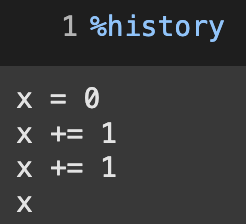 1 %history
x = 0
x += 1
x += 1
x